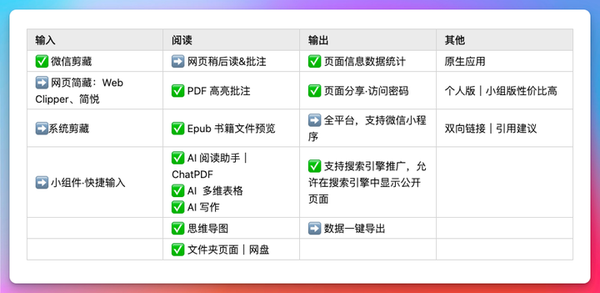 输入 阅读 输出 其他
✅ 微信剪藏 ➡️ 网页稍后读&批注 ✅ 页面信息数据统计 原生应用
➡️ 网页简藏：Web
Clipper、简悦 ✅ PDF 高亮批注 ✅ 页面分享·访问密码 个人版｜小组版性价比高
➡️系统剪藏 ✅ Epub 书籍文件预览 ➡️ 全平台，支持微信小程
序 双向链接｜引用建议
➡️ 小组件·快捷输入 ✅ AI 阅读助手｜
ChatPDF
✅ AI 多维表格
✅ AI 写作 ✅ 支持搜索引擎推广，允
许在搜索引擎中显示公开
页面
✅ 思维导图 ➡️ 数据一键导出
✅ 文件夹页面｜网盘